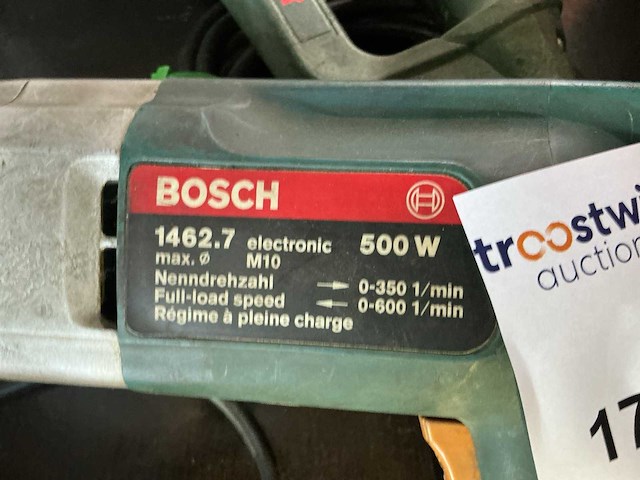 BOSCH
1462.7 electronic 500 W
max. ø M10
Nenndrehzahl → 0-350 1/min
Full-load speed ← 0-600 1/min
Régime à pleine charge
troostwi
auction
17